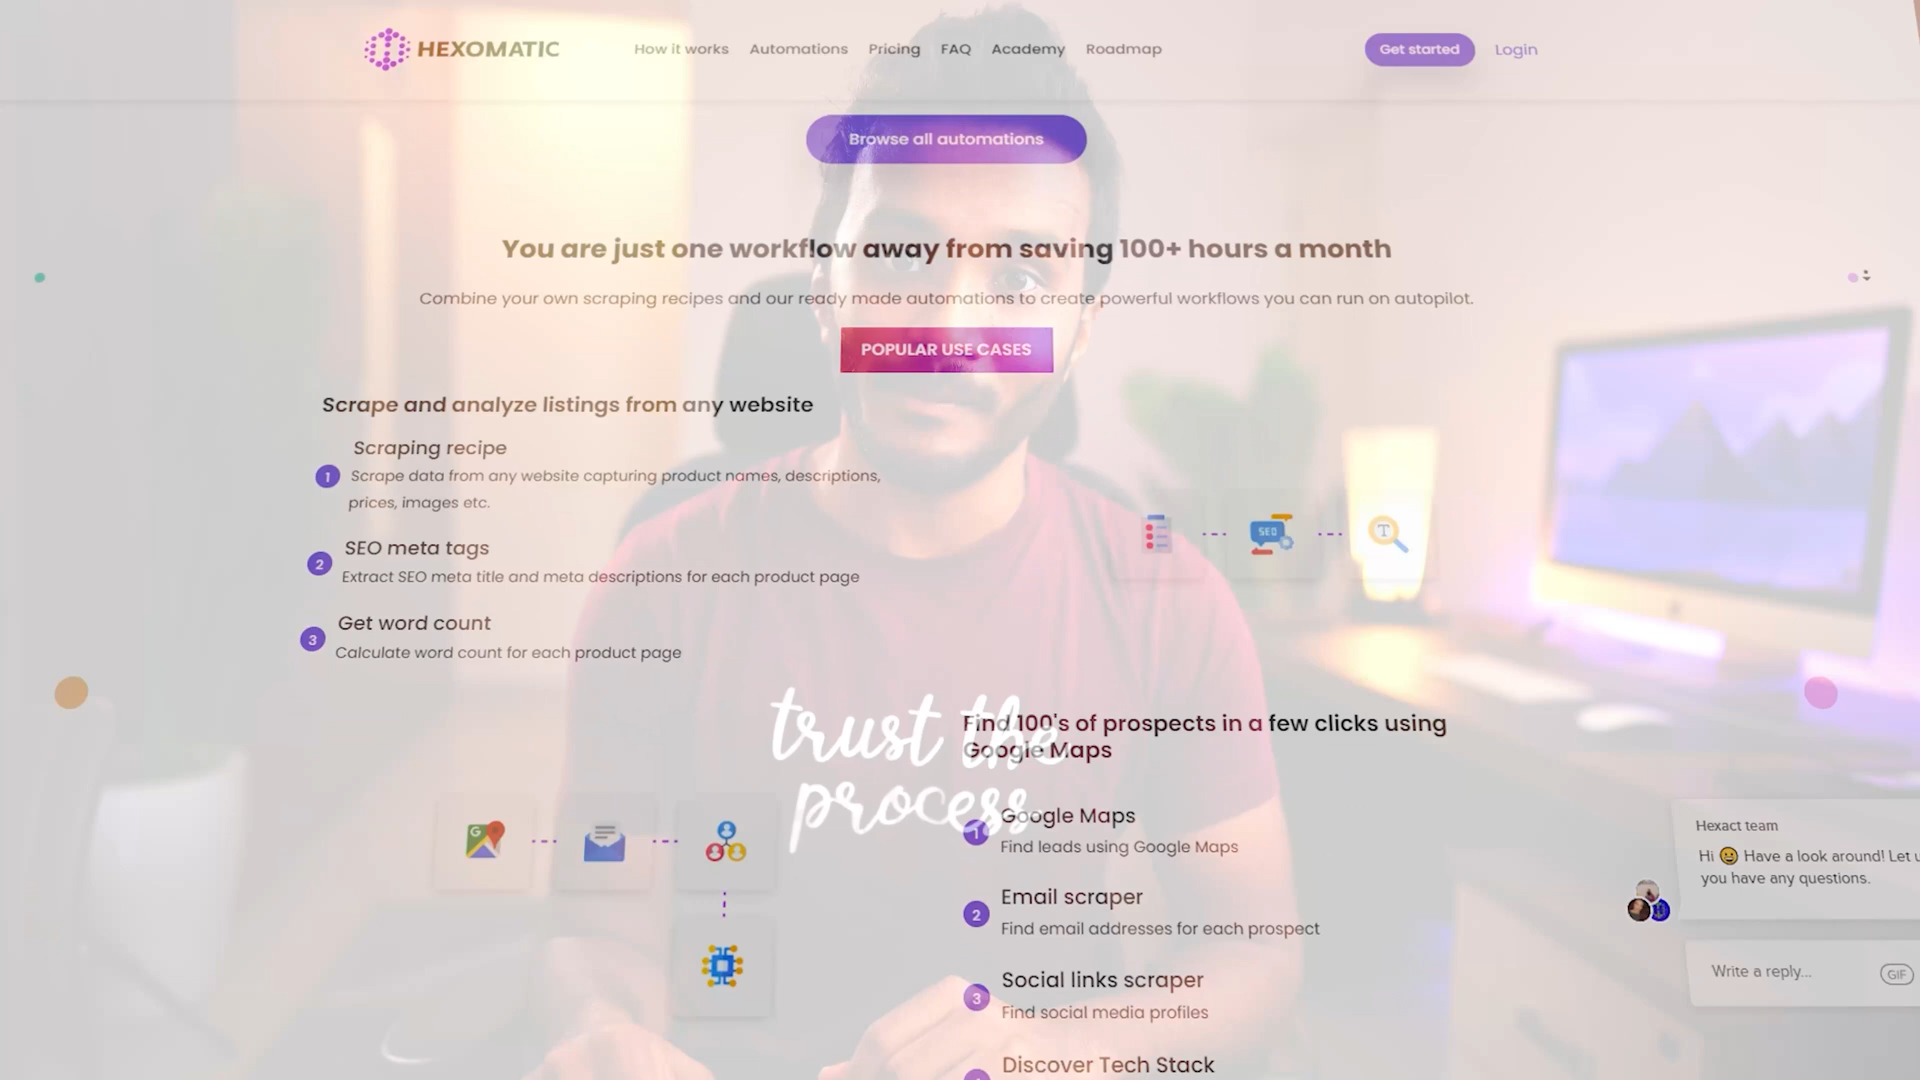 HEXOMATIC
How it works Automations Pricing FAQ Academy Roadmap
Get started Login
Browse all automations
You are just one workflow away from saving 100+ hours a month
Combine your own scraping recipes and our ready made automations to create powerful workflows you can run on autopilot.
POPULAR USE CASES
Scrape and analyze listings from any website
Scraping recipe
1 Scrape data from any website capturing product names, descriptions,
prices, images etc.
SEO meta tags
2 Extract SEO meta title and meta descriptions for each product page
Get word count
3 Calculate word count for each product page
SEO
T
trust the
process
Find 100's of prospects in a few clicks using
Google Maps
G
Google Maps
1 Find leads using Google Maps
Email scraper
2 Find email addresses for each prospect
Social links scraper
3 Find social media profiles
Discover Tech Stack
Hexact team
Hi Have a look around! Let u
you have any questions.
Write a reply...
GIF